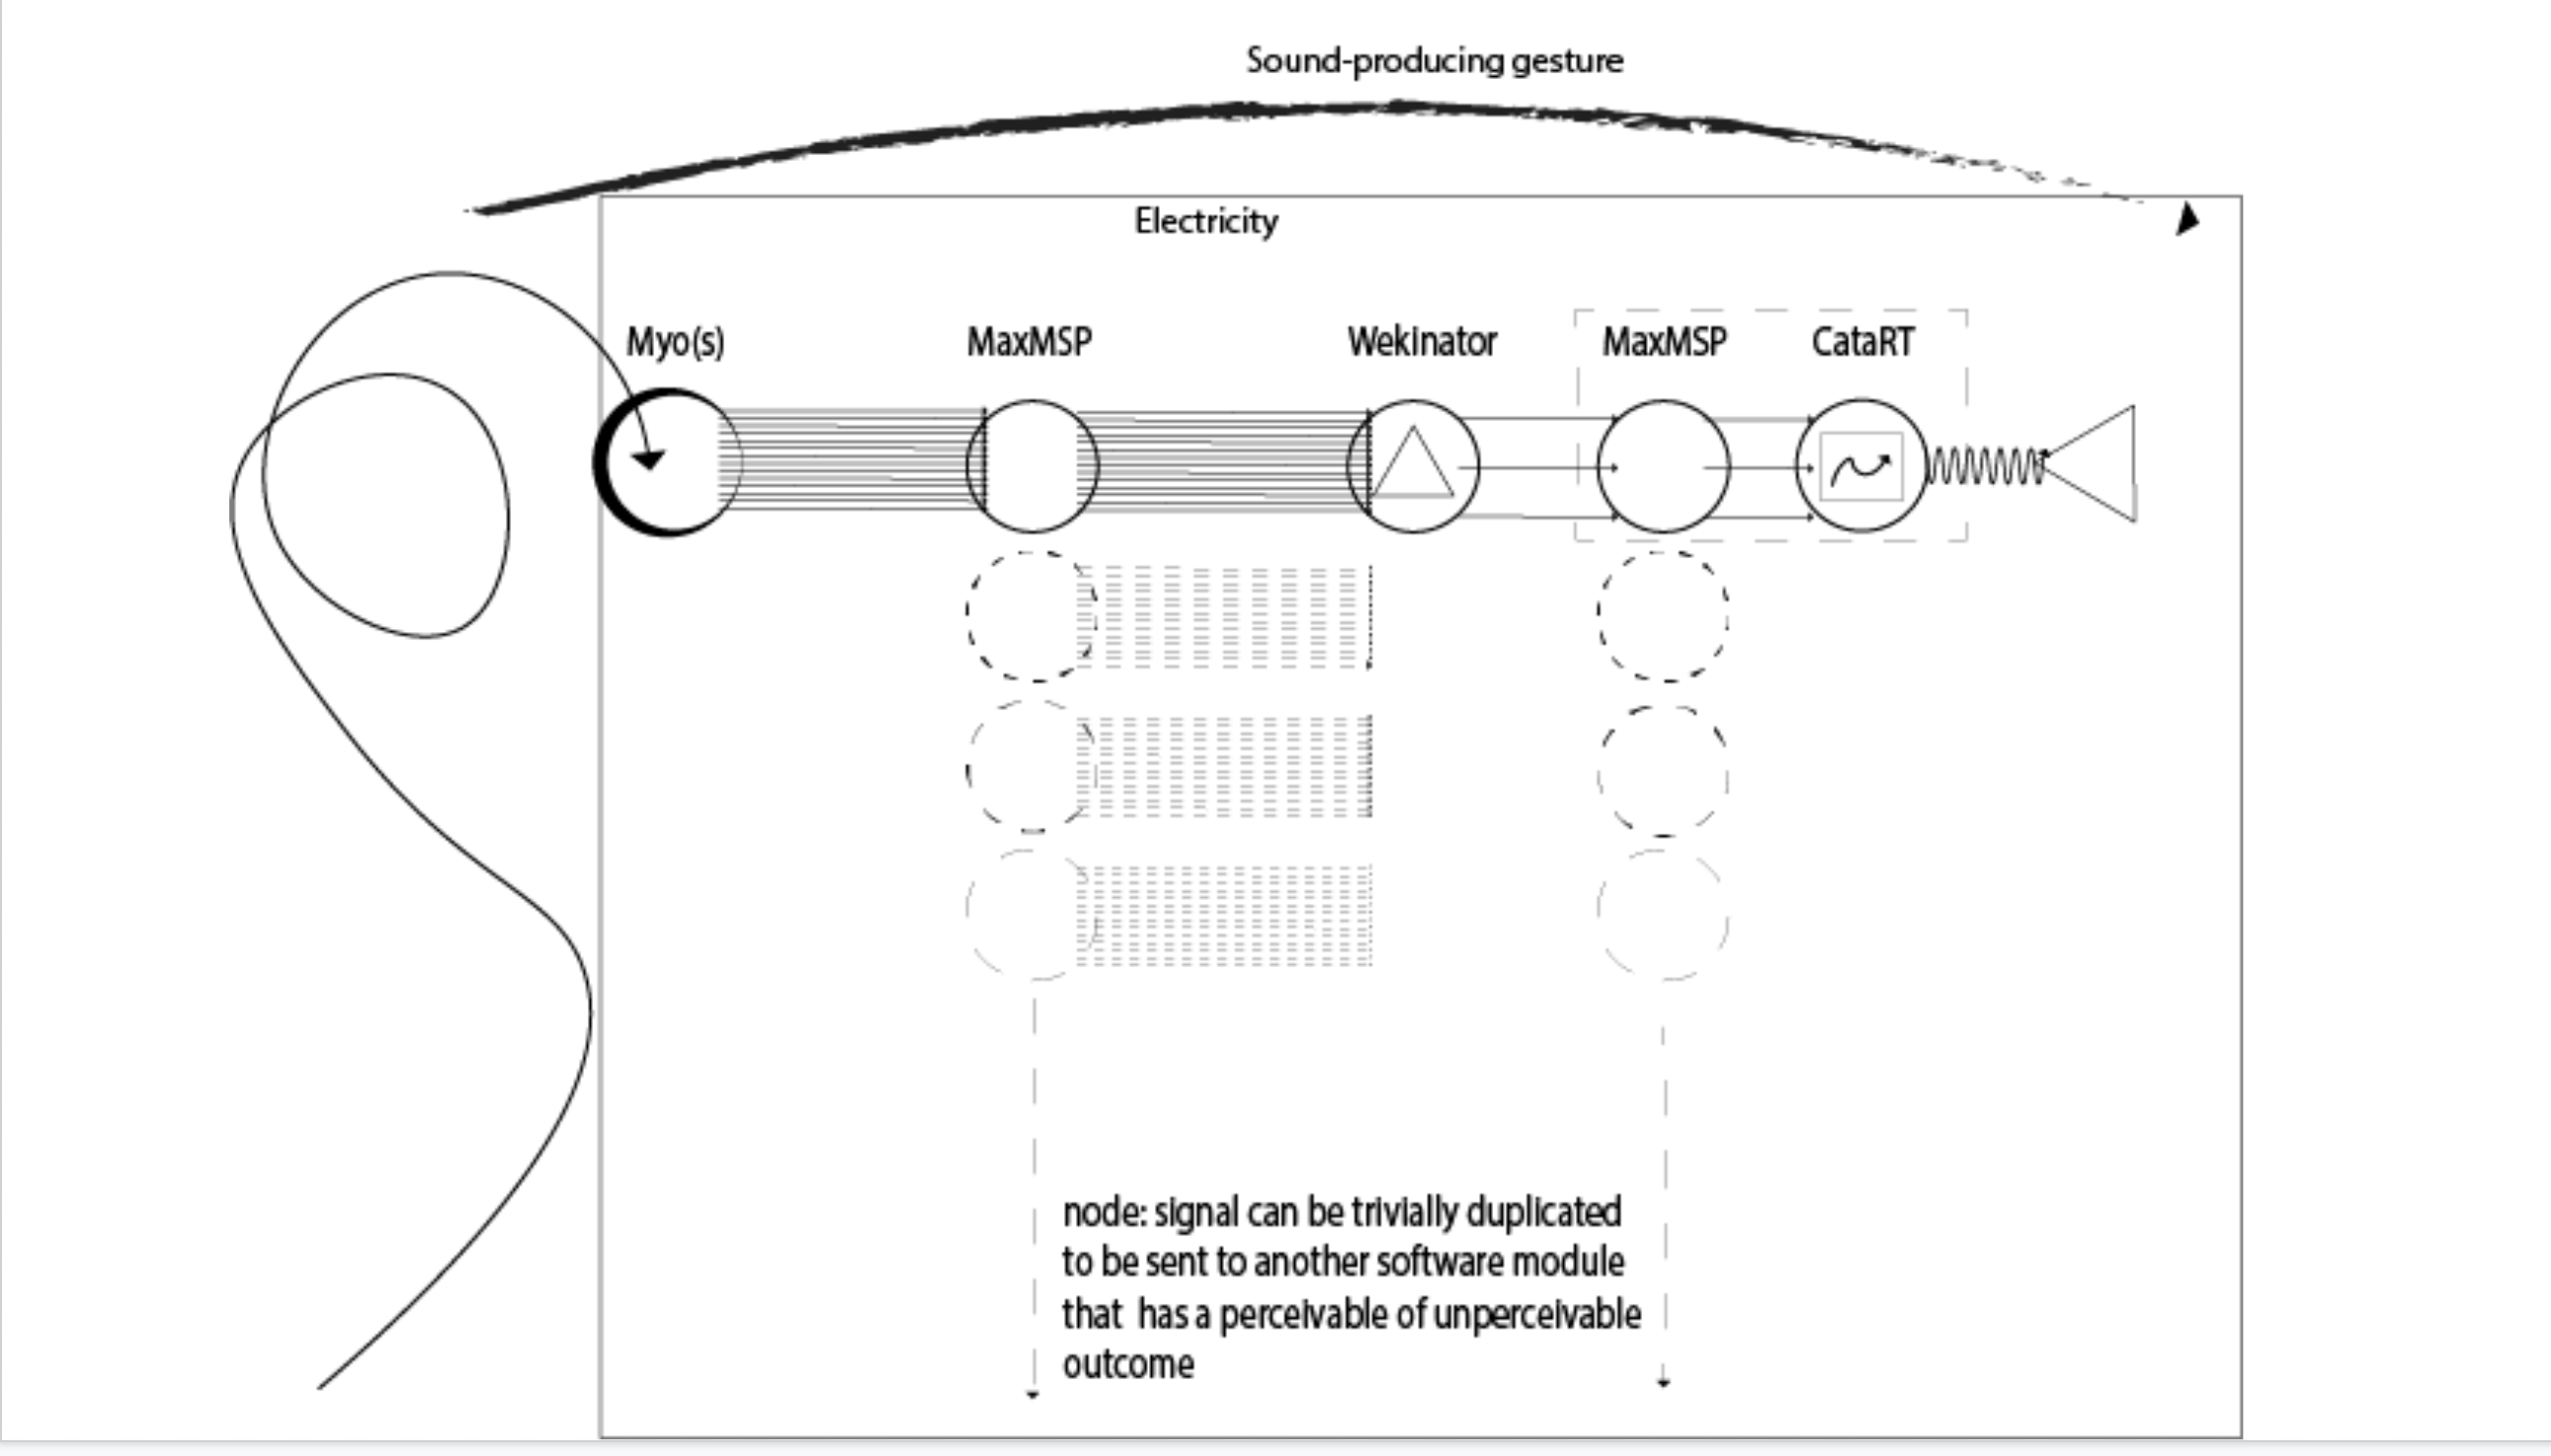 Sound-producing gesture
Electricity
Myo(s) MaxMSP Wekinator MaxMSP CataRT
node: signal can be trivially duplicated
to be sent to another software module
that has a perceivable of unperceivable
outcome